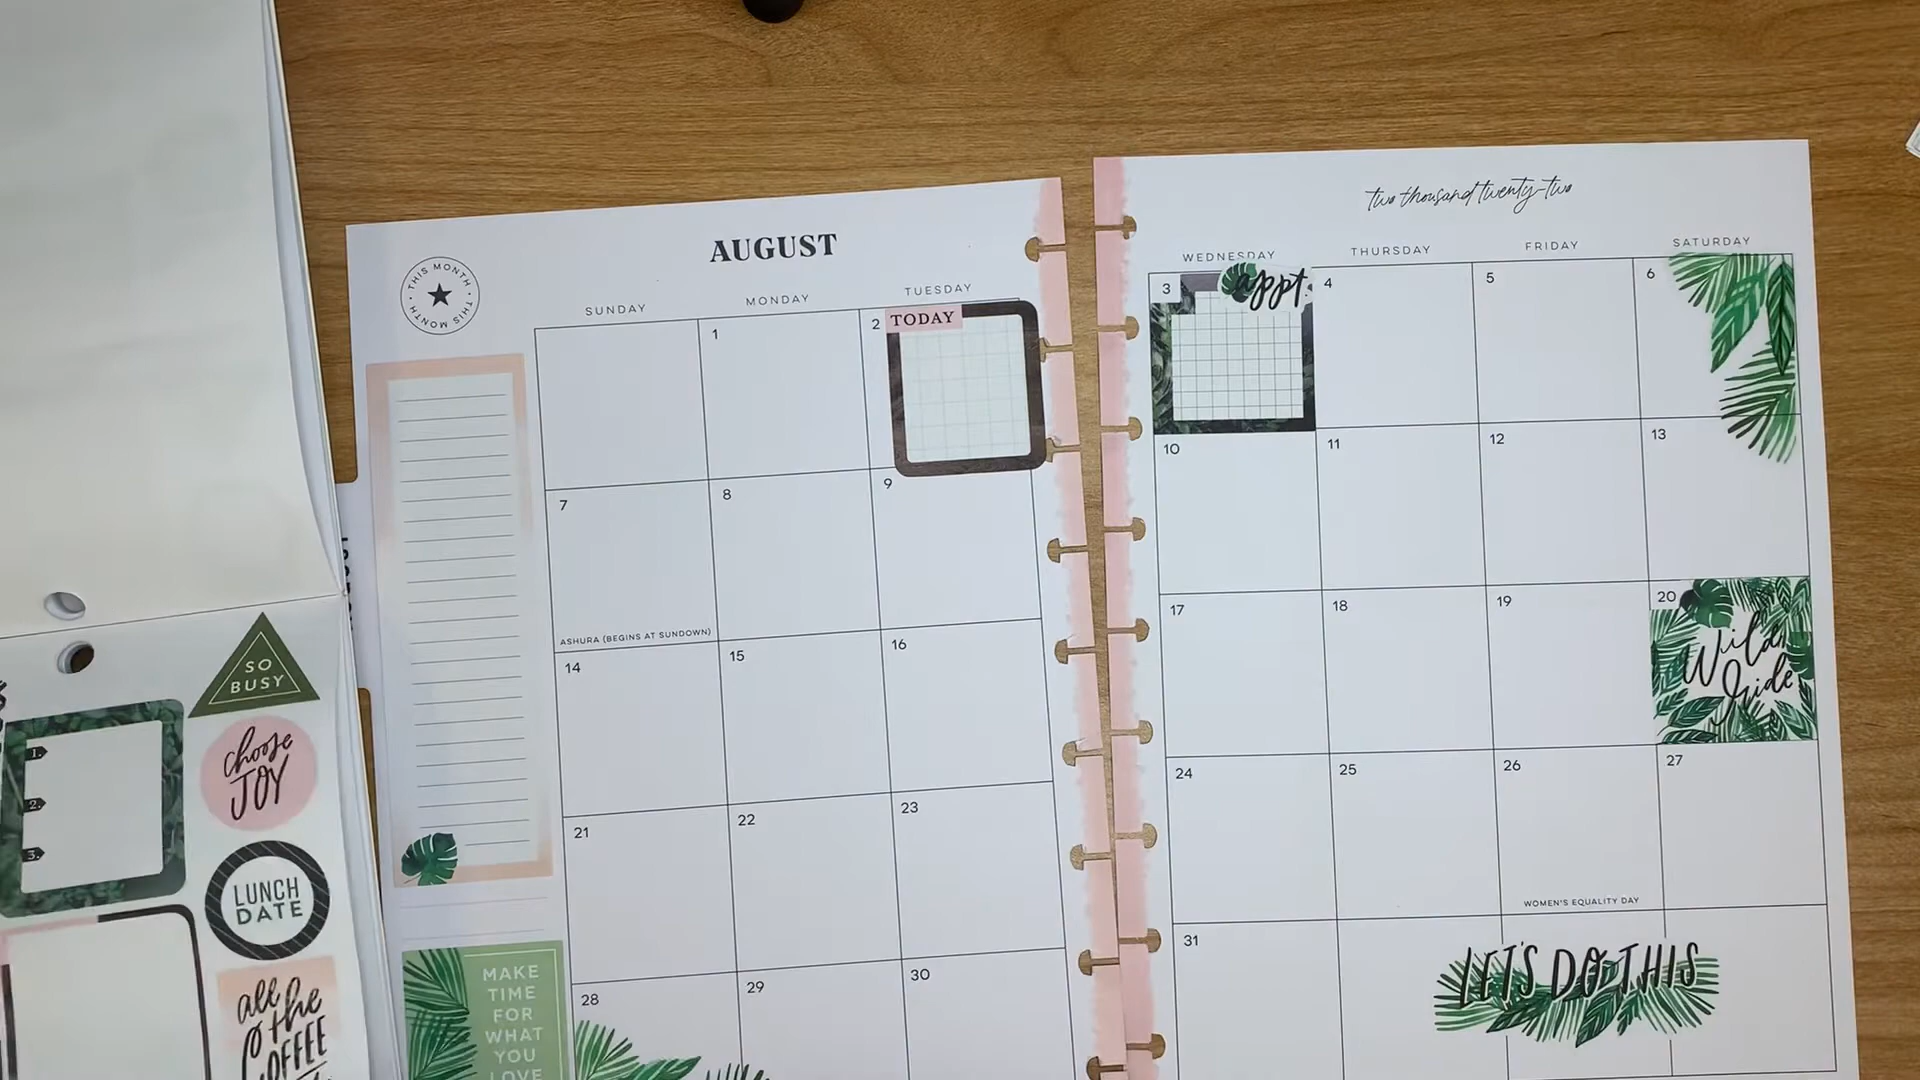 two thousand twenty-two
AUGUST
THIS MONTH • THIS MONTH •
SUNDAY MONDAY TUESDAY WEDNESDAY THURSDAY FRIDAY SATURDAY
1 2 TODAY 3 appt. 4 5 6
7 8 9 10 11 12 13
ASHURA (BEGINS AT SUNDOWN)
14 15 16 17 18 19 20
Wild
Ride
21 22 23 24 25 26 27
WOMEN'S EQUALITY DAY
28 29 30 31
LET'S DO THIS
MAKE
TIME
FOR
WHAT
YOU
LOVE
SO
BUSY
choose
JOY
1.
2.
3.
LUNCH
DATE
all
the
COFFEE